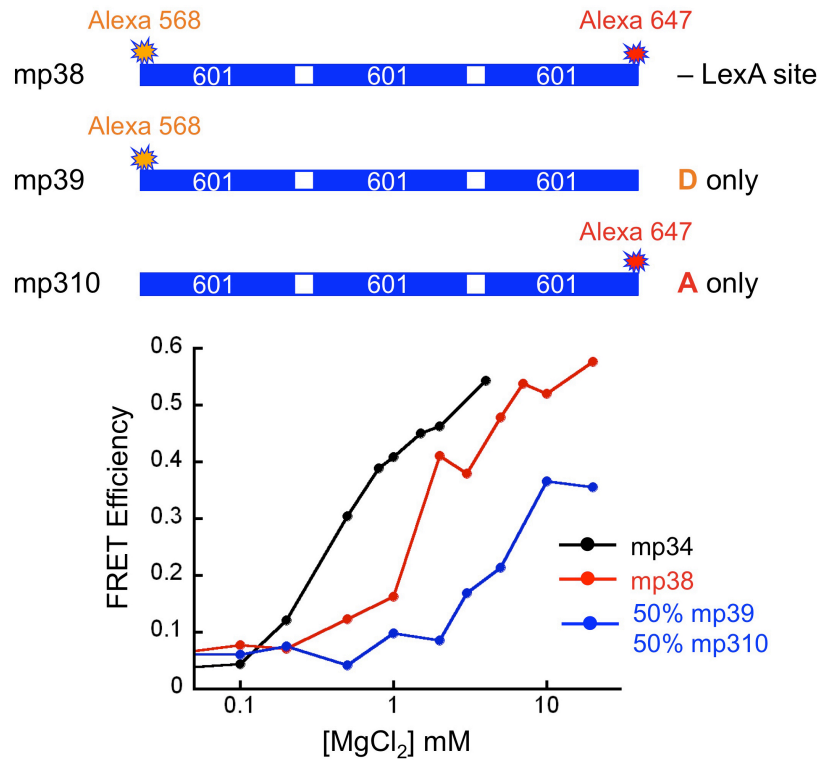 Alexa 568 Alexa 647
mp38 601 601 601 – LexA site
Alexa 568
mp39 601 601 601 D only
Alexa 647
mp310 601 601 601 A only
0.6
0.5
0.4
0.3
0.2
0.1
0
FRET Efficiency
mp34
mp38
50% mp39
50% mp310
0.1 1 10
[MgCl₂] mM